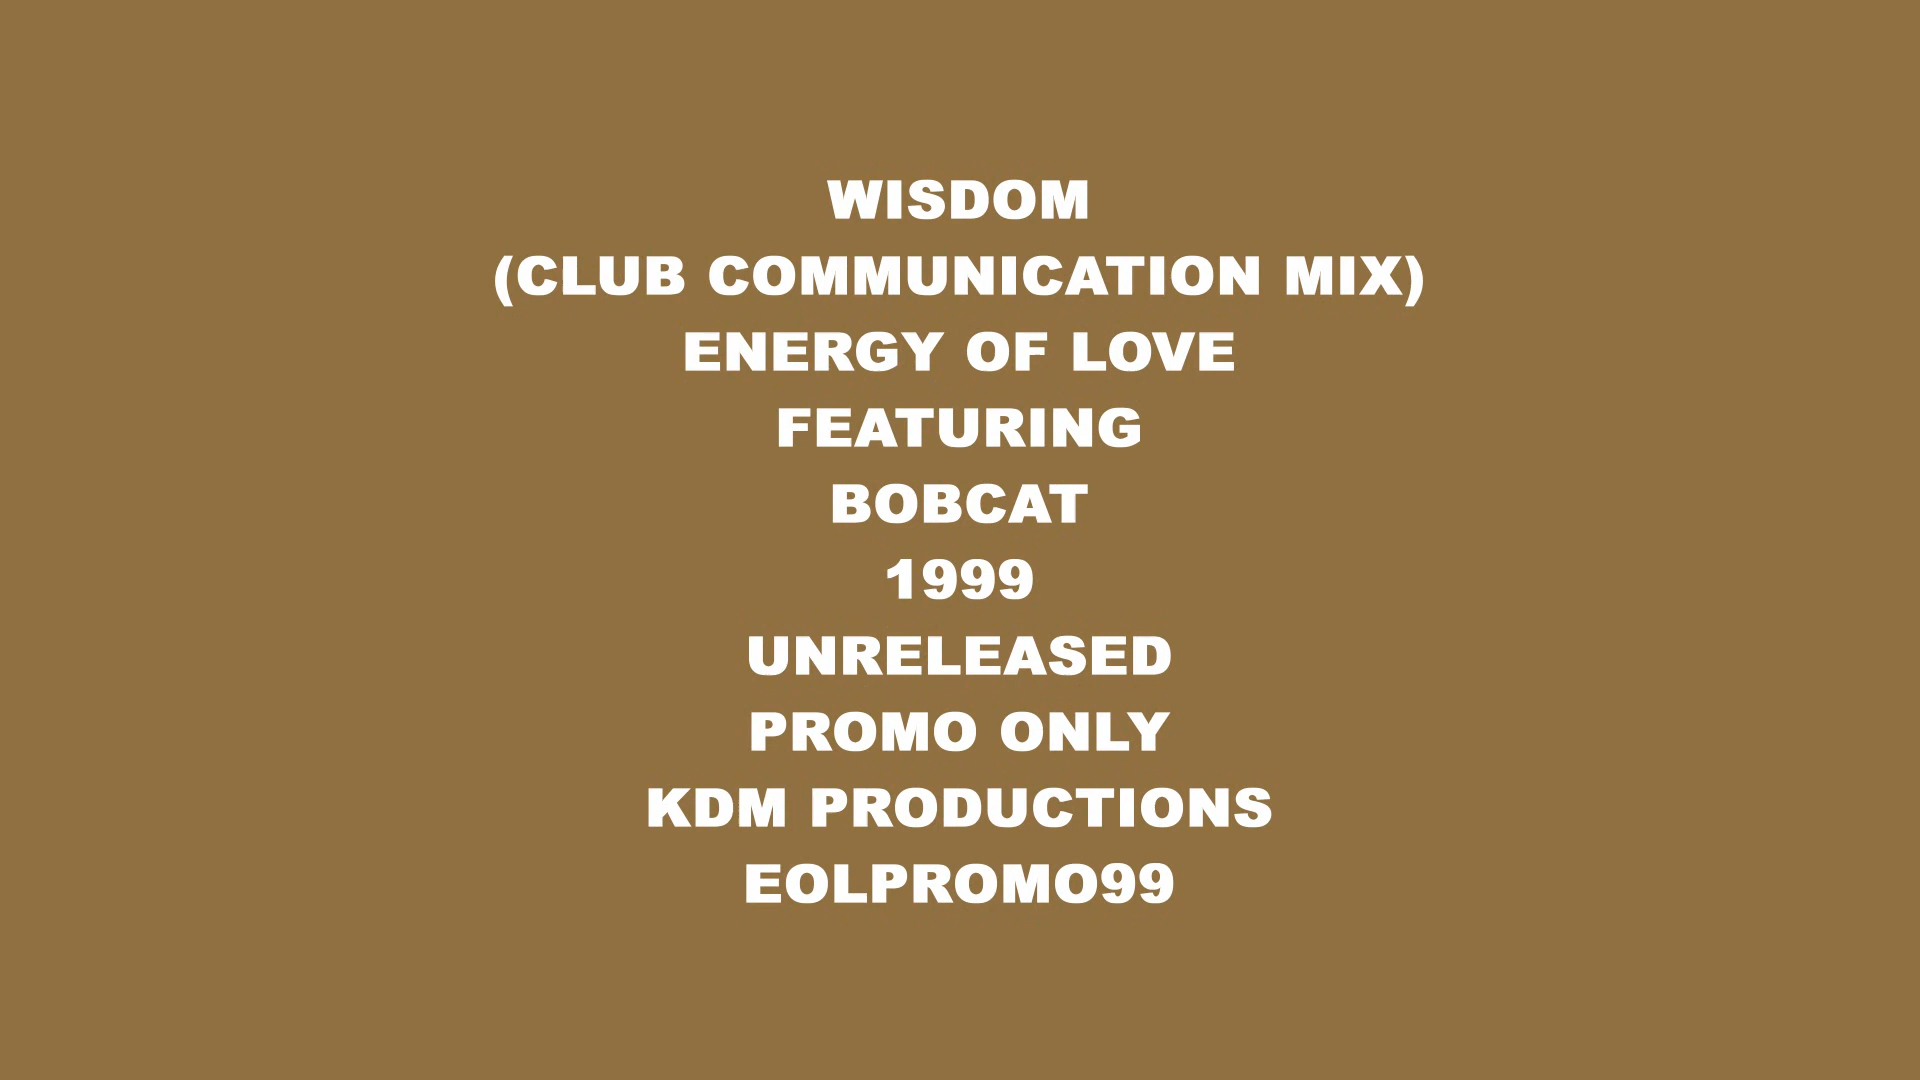 WISDOM
(CLUB COMMUNICATION MIX)
ENERGY OF LOVE
FEATURING
BOBCAT
1999
UNRELEASED
PROMO ONLY
KDM PRODUCTIONS
EOLPROMO99